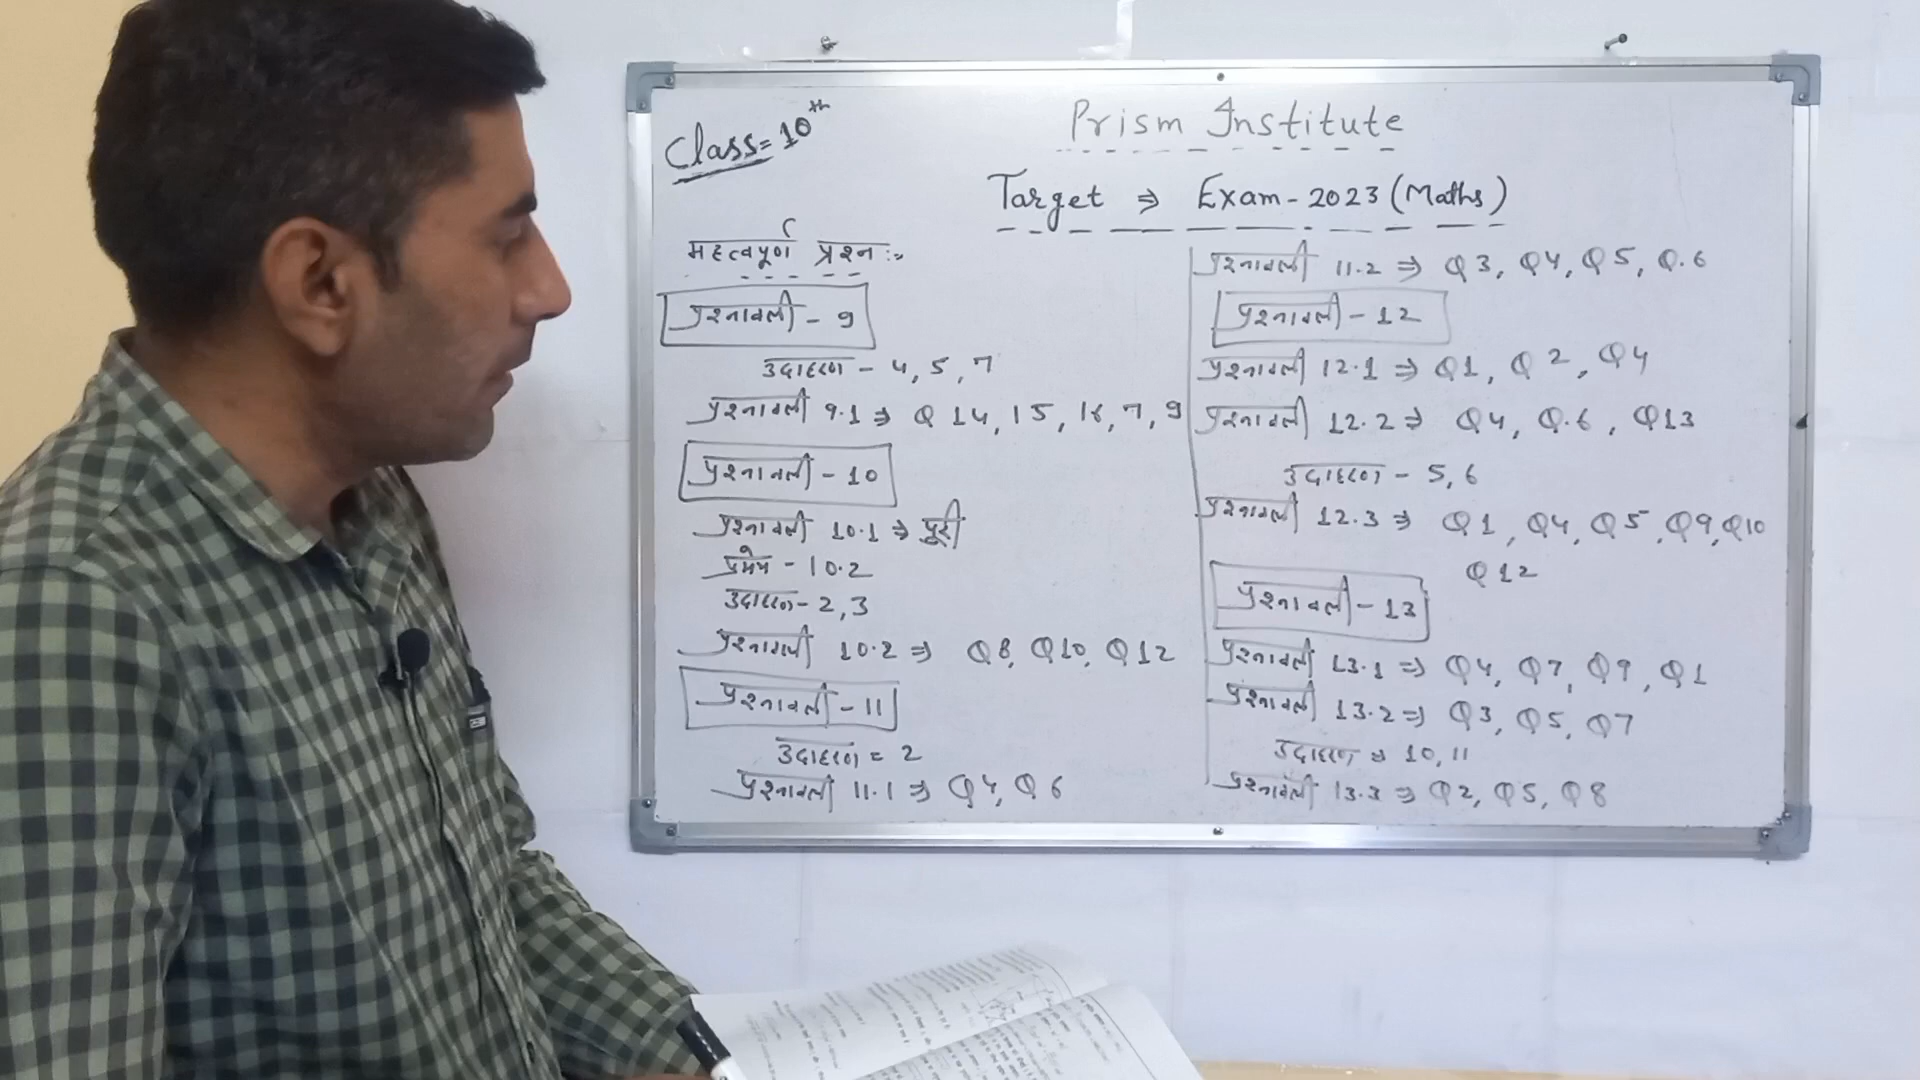 Class = 10th
Prism Institute
Target ⇒ Exam - 2023 (Maths)
महत्वपूर्ण प्रश्न :-
प्रश्नावली - 9
उदाहरण - 4, 5, 7
प्रश्नावली 9.1 ⇒ Q 14, 15, 16, 7, 9
प्रश्नावली - 10
प्रश्नावली 10.1 ⇒ पूरी
प्रमेय - 10.2
उदाहरण - 2, 3
प्रश्नावली 10.2 ⇒ Q8, Q10, Q12
प्रश्नावली - 11
उदाहरण = 2
प्रश्नावली 11.1 ⇒ Q4, Q6
प्रश्नावली 11.2 ⇒ Q3, Q4, Q5, Q.6
प्रश्नावली - 12
प्रश्नावली 12.1 ⇒ Q1, Q2, Q4
प्रश्नावली 12.2 ⇒ Q4, Q.6, Q13
उदाहरण - 5, 6
प्रश्नावली 12.3 ⇒ Q1, Q4, Q5, Q9, Q10
Q12
प्रश्नावली - 13
प्रश्नावली 13.1 ⇒ Q4, Q7, Q9, Q1
प्रश्नावली 13.2 ⇒ Q3, Q5, Q7
उदाहरण ⇒ 10, 11
प्रश्नावली 13.3 ⇒ Q2, Q5, Q8